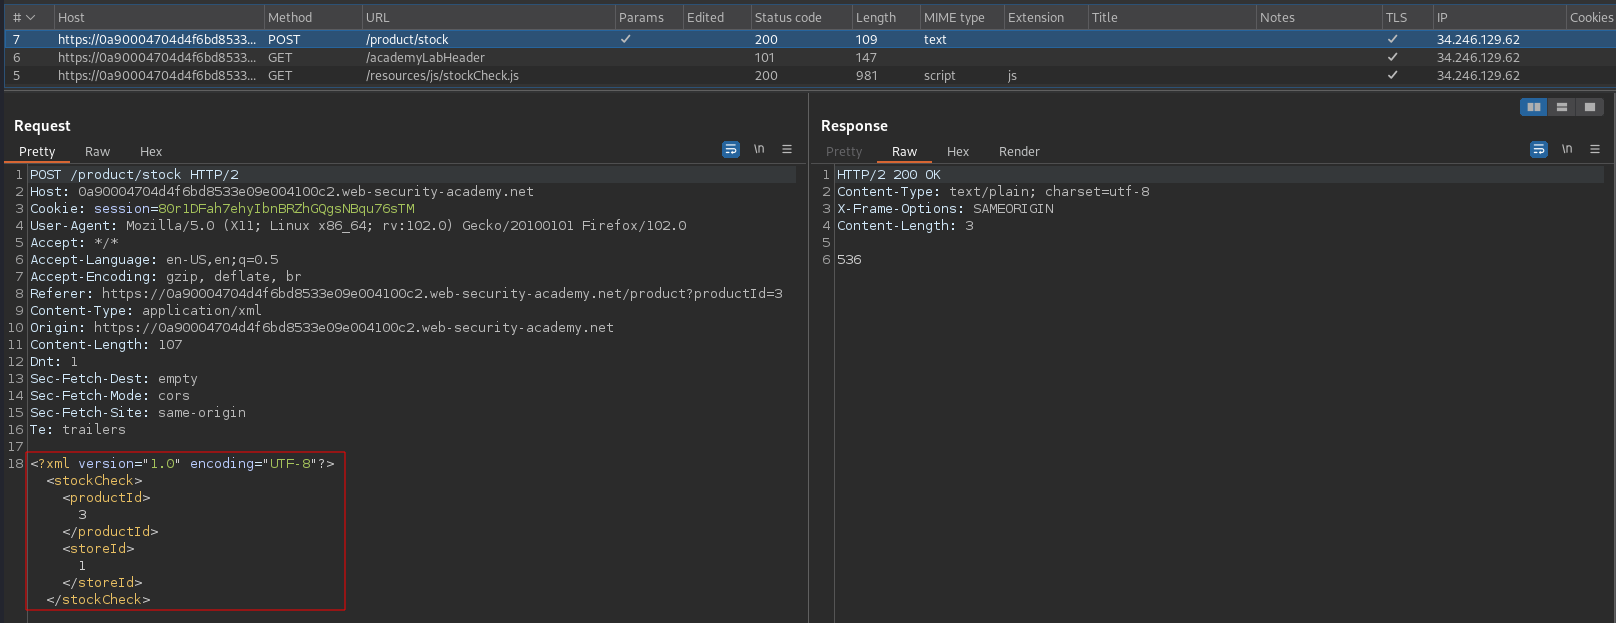 # Host Method URL Params Edited Status code Length MIME type Extension Title Notes TLS IP Cookies
7 https://0a90004704d4f6bd8533... POST /product/stock ✓ 200 109 text ✓ 34.246.129.62
6 https://0a90004704d4f6bd8533... GET /academyLabHeader 101 147 ✓ 34.246.129.62
5 https://0a90004704d4f6bd8533... GET /resources/js/stockCheck.js 200 981 script js ✓ 34.246.129.62
Request
Pretty Raw Hex \n
1 POST /product/stock HTTP/2
2 Host: 0a90004704d4f6bd8533e09e004100c2.web-security-academy.net
3 Cookie: session=80r1DFah7ehyIbnBRZhGQgsNBqu76sTM
4 User-Agent: Mozilla/5.0 (X11; Linux x86_64; rv:102.0) Gecko/20100101 Firefox/102.0
5 Accept: */*
6 Accept-Language: en-US,en;q=0.5
7 Accept-Encoding: gzip, deflate, br
8 Referer: https://0a90004704d4f6bd8533e09e004100c2.web-security-academy.net/product?productId=3
9 Content-Type: application/xml
10 Origin: https://0a90004704d4f6bd8533e09e004100c2.web-security-academy.net
11 Content-Length: 107
12 Dnt: 1
13 Sec-Fetch-Dest: empty
14 Sec-Fetch-Mode: cors
15 Sec-Fetch-Site: same-origin
16 Te: trailers
17
18 <?xml version="1.0" encoding="UTF-8"?>
<stockCheck>
<productId>
3
</productId>
<storeId>
1
</storeId>
</stockCheck>
Response
Pretty Raw Hex Render \n
1 HTTP/2 200 OK
2 Content-Type: text/plain; charset=utf-8
3 X-Frame-Options: SAMEORIGIN
4 Content-Length: 3
5
6 536